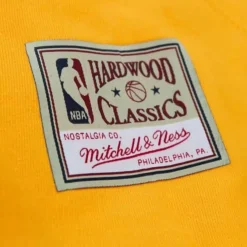 HARDWOOD
NBA
CLASSICS
NOSTALGIA CO.
Mitchell & Ness
PHILADELPHIA, PA.